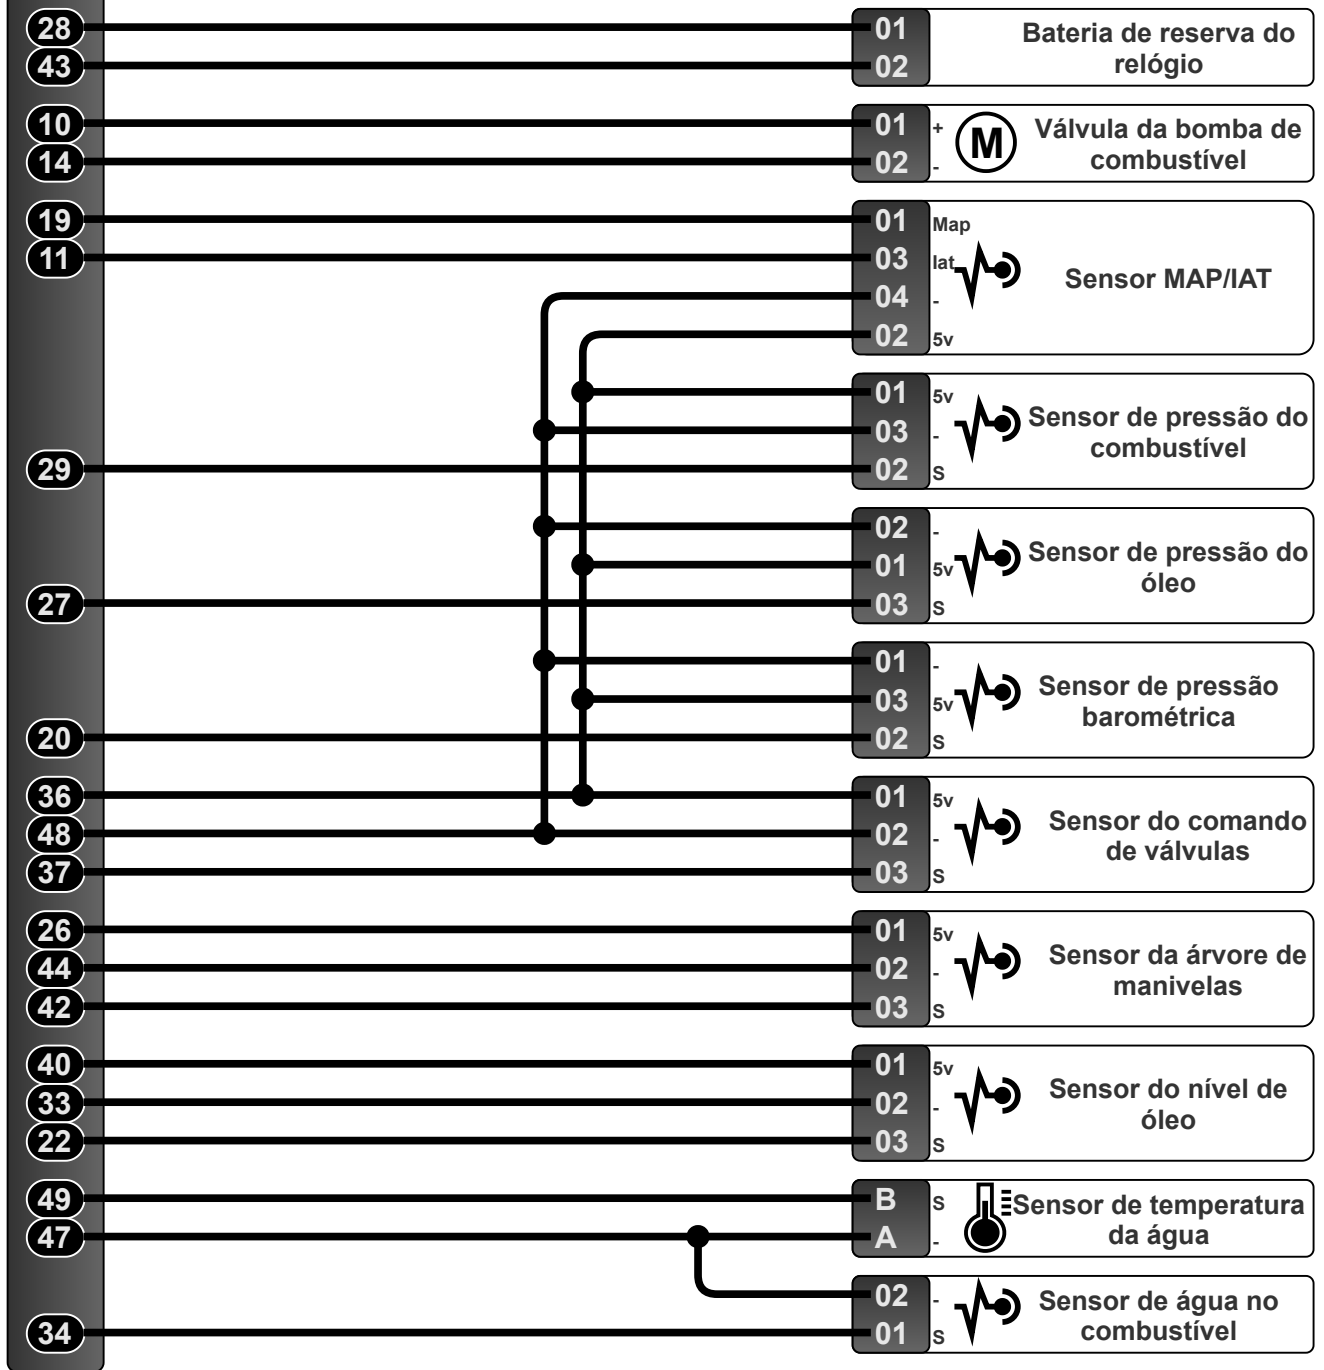 28 01 Bateria de reserva do
43 02 relógio
10 01 + M Válvula da bomba de
14 02 - combustível
19 01 Map
11 03 Iat Sensor MAP/IAT
04 -
02 5v
01 5v Sensor de pressão do
03 - combustível
29 02 S
02 - Sensor de pressão do
01 5v óleo
27 03 S
01 - Sensor de pressão
03 5v barométrica
20 02 S
36 01 5v Sensor do comando
48 02 - de válvulas
37 03 S
26 01 5v Sensor da árvore de
44 02 - manivelas
42 03 S
40 01 5v Sensor do nível de
33 02 - óleo
22 03 S
49 B S Sensor de temperatura
47 A - da água
02 - Sensor de água no
34 01 S combustível